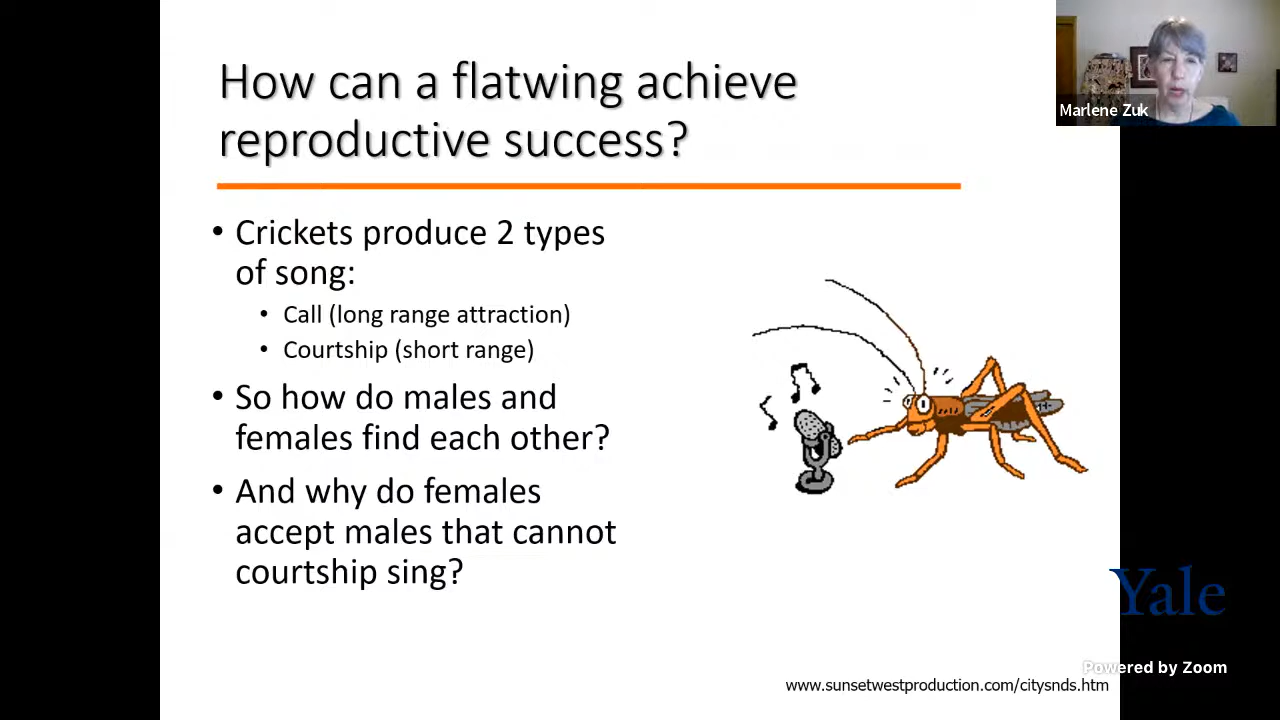 How can a flatwing achieve
reproductive success?
Marlene Zuk
• Crickets produce 2 types
of song:
• Call (long range attraction)
• Courtship (short range)
• So how do males and
females find each other?
• And why do females
accept males that cannot
courtship sing?
Yale
Powered by Zoom
www.sunsetwestproduction.com/citysnds.htm